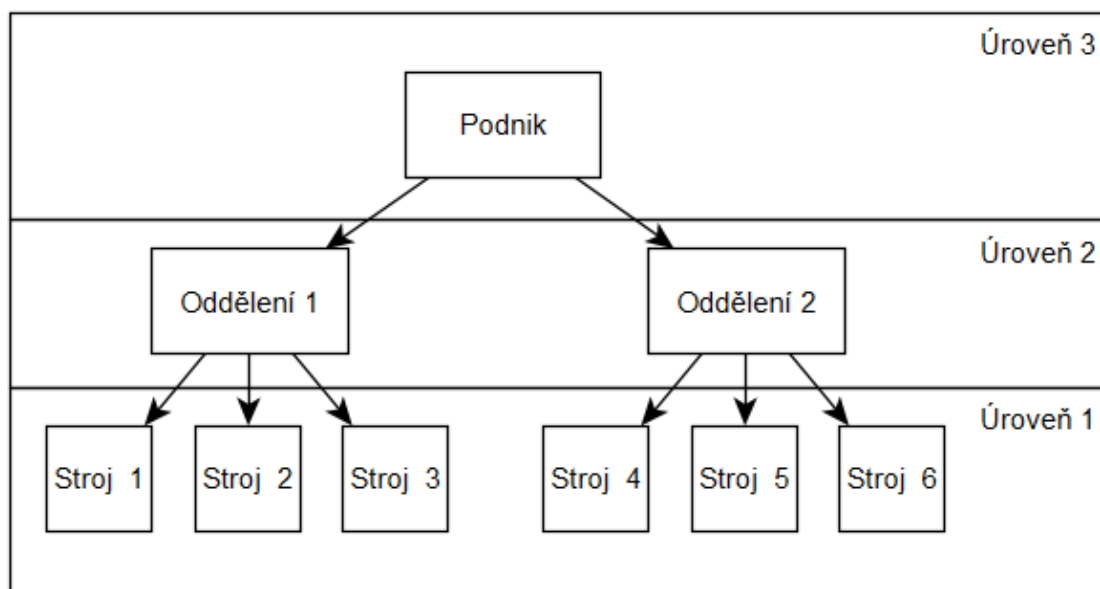 Úroveň 3
Podnik
Úroveň 2
Oddělení 1
Oddělení 2
Úroveň 1
Stroj 1
Stroj 2
Stroj 3
Stroj 4
Stroj 5
Stroj 6